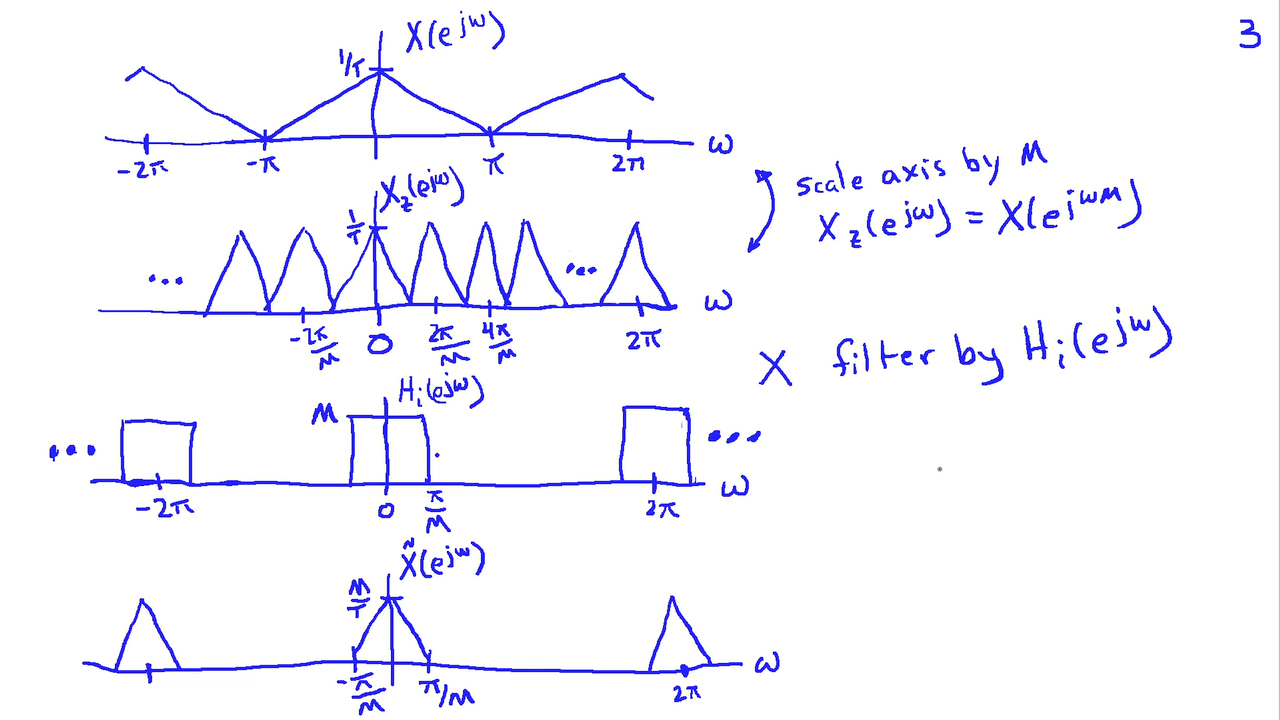 3
X(e^jω)
1/T
-2π -π π 2π ω
X_z(e^jω)
1/T
... ...
-2π/M 0 2π/M 4π/M 2π ω
scale axis by M
X_z(e^jω) = X(e^jωM)
X filter by H_i(e^jω)
H_i(e^jω)
M
... ...
-2π 0 π/M 2π ω
X̃(e^jω)
M/T
-π/M π/M 2π ω